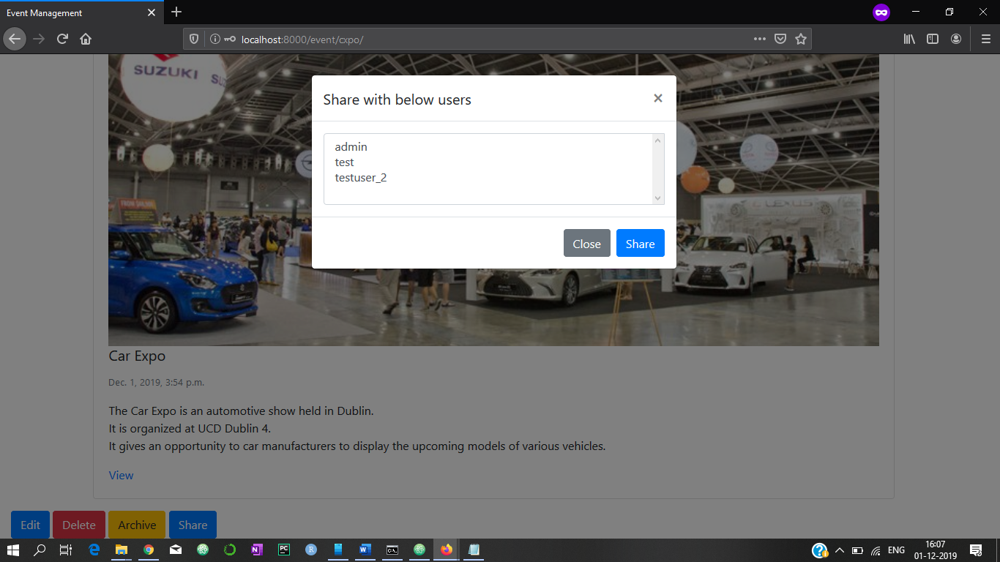 Event Management
localhost:8000/event/cxpo/
SUZUKI
SU
Share with below users
×
admin
test
testuser_2
Close
Share
LEXUS
Car Expo
Dec. 1, 2019, 3:54 p.m.
The Car Expo is an automotive show held in Dublin.
It is organized at UCD Dublin 4.
It gives an opportunity to car manufacturers to display the upcoming models of various vehicles.
View
Edit
Delete
Archive
Share
ENG
16:07
01-12-2019